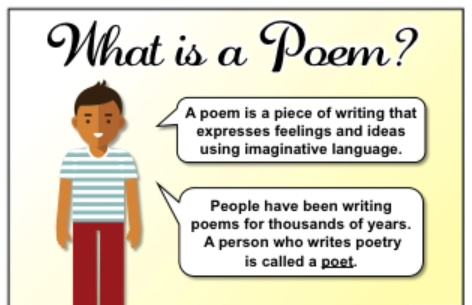 What is a Poem?
A poem is a piece of writing that
expresses feelings and ideas
using imaginative language.
People have been writing
poems for thousands of years.
A person who writes poetry
is called a poet.